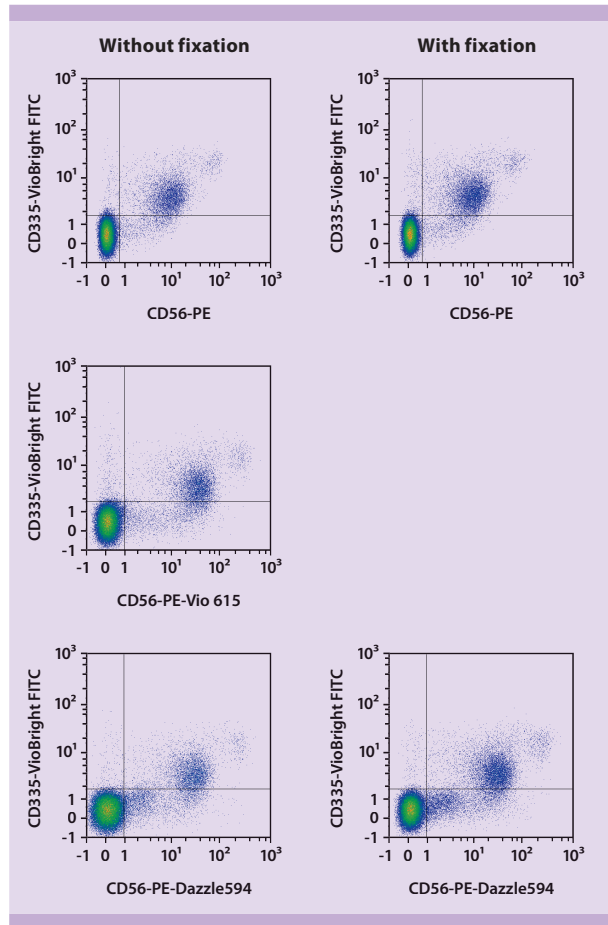 Without fixation
With fixation
10³
10²
10¹
1
0
-1
CD335-VioBright FITC
-1 0 1 10¹ 10² 10³
CD56-PE
10³
10²
10¹
1
0
-1
CD335-VioBright FITC
-1 0 1 10¹ 10² 10³
CD56-PE
10³
10²
10¹
1
0
-1
CD335-VioBright FITC
-1 0 1 10¹ 10² 10³
CD56-PE-Vio 615
10³
10²
10¹
1
0
-1
CD335-VioBright FITC
-1 0 1 10¹ 10² 10³
CD56-PE-Dazzle594
10³
10²
10¹
1
0
-1
CD335-VioBright FITC
-1 0 1 10¹ 10² 10³
CD56-PE-Dazzle594